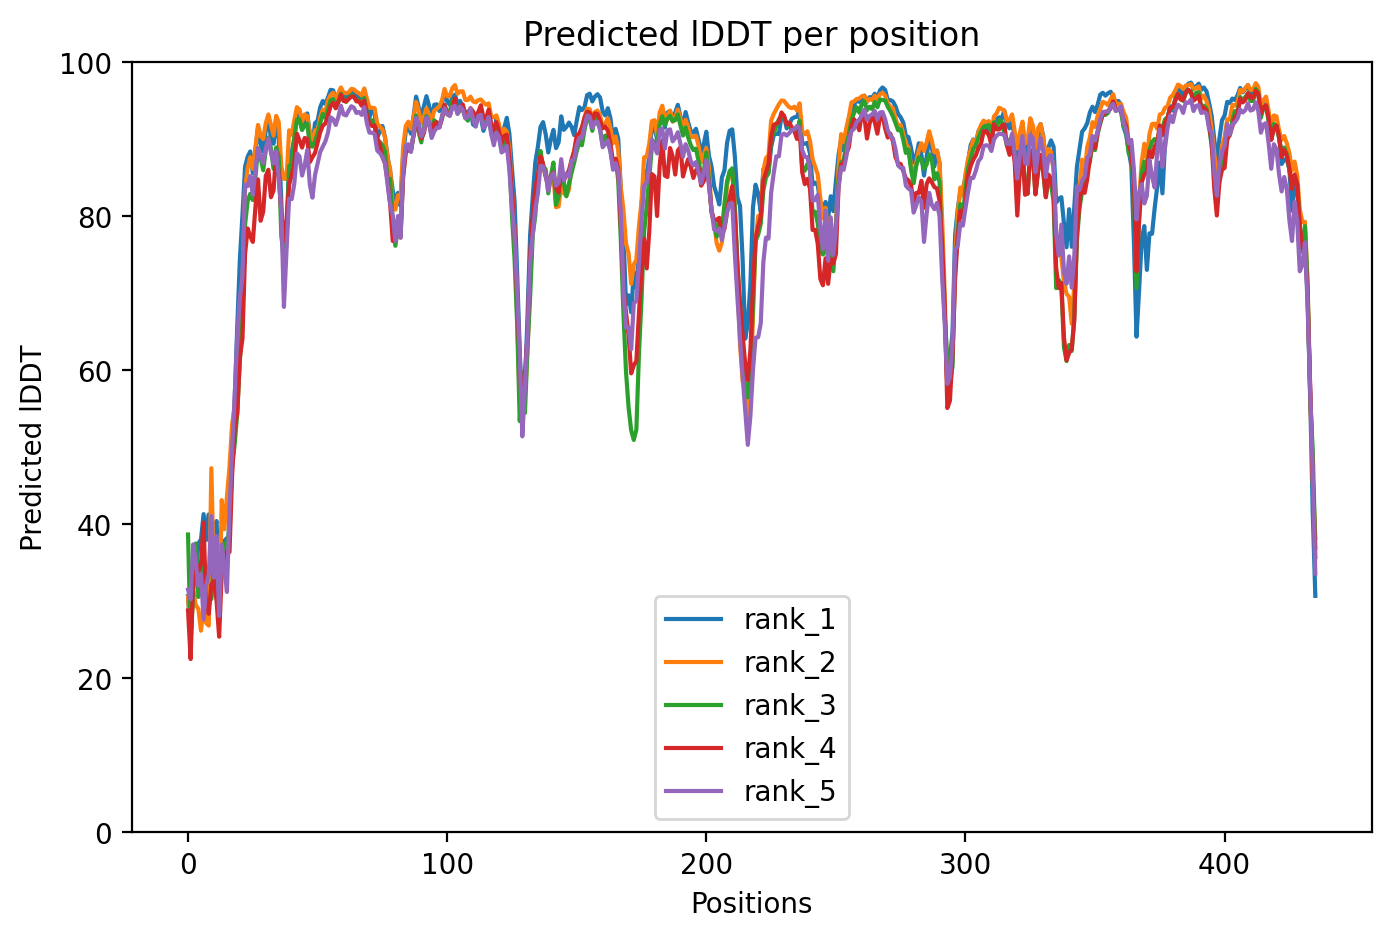 Predicted lDDT per position
100
80
60
40
20
0
Predicted lDDT
0 100 200 300 400
Positions
rank_1
rank_2
rank_3
rank_4
rank_5